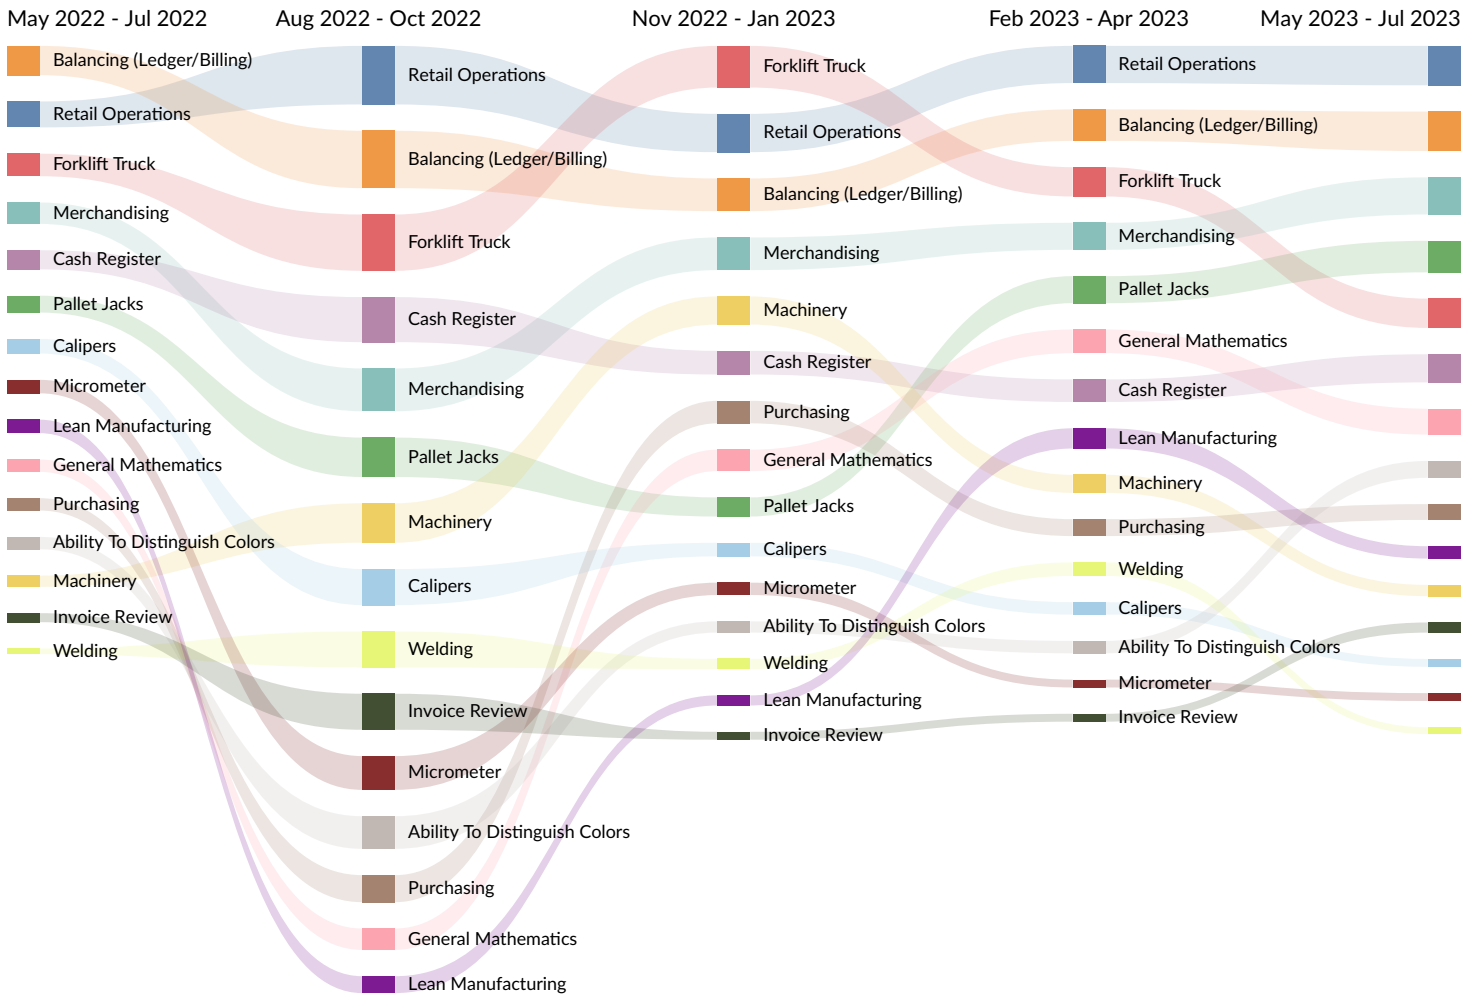 May 2022 - Jul 2022
Aug 2022 - Oct 2022
Nov 2022 - Jan 2023
Feb 2023 - Apr 2023
May 2023 - Jul 2023
Balancing (Ledger/Billing)
Retail Operations
Forklift Truck
Merchandising
Cash Register
Pallet Jacks
Calipers
Micrometer
Lean Manufacturing
General Mathematics
Purchasing
Ability To Distinguish Colors
Machinery
Invoice Review
Welding
Retail Operations
Balancing (Ledger/Billing)
Forklift Truck
Cash Register
Merchandising
Pallet Jacks
Machinery
Calipers
Welding
Invoice Review
Micrometer
Ability To Distinguish Colors
Purchasing
General Mathematics
Lean Manufacturing
Forklift Truck
Retail Operations
Balancing (Ledger/Billing)
Merchandising
Machinery
Cash Register
Purchasing
General Mathematics
Pallet Jacks
Calipers
Micrometer
Ability To Distinguish Colors
Welding
Lean Manufacturing
Invoice Review
Retail Operations
Balancing (Ledger/Billing)
Forklift Truck
Merchandising
Pallet Jacks
General Mathematics
Cash Register
Lean Manufacturing
Machinery
Purchasing
Welding
Calipers
Ability To Distinguish Colors
Micrometer
Invoice Review